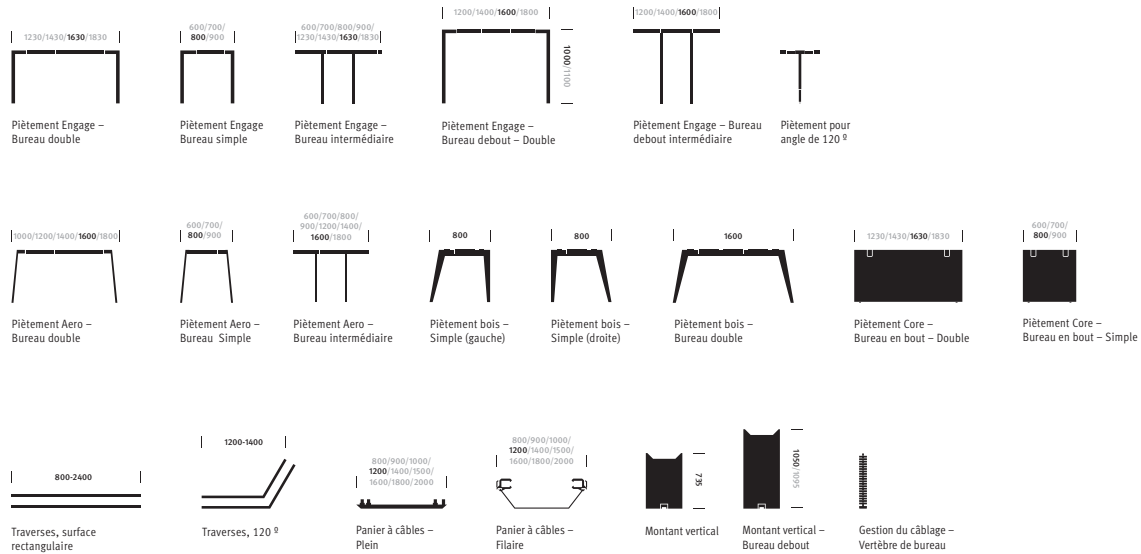 1230/1430/1630/1830
Piètement Engage –
Bureau double
600/700/
800/900
Piètement Engage
Bureau simple
600/700/800/900/
1230/1430/1630/1830
Piètement Engage –
Bureau intermédiaire
1200/1400/1600/1800
1000/1100
Piètement Engage –
Bureau debout – Double
1200/1400/1600/1800
Piètement Engage – Bureau
debout intermédiaire
Piètement pour
angle de 120 º
1000/1200/1400/1600/1800
Piètement Aero –
Bureau double
600/700/
800/900
Piètement Aero –
Bureau Simple
600/700/800/
900/1200/1400/
1600/1800
Piètement Aero –
Bureau intermédiaire
800
Piètement bois –
Simple (gauche)
800
Piètement bois –
Simple (droite)
1600
Piètement bois –
Bureau double
1230/1430/1630/1830
Piètement Core –
Bureau en bout – Double
600/700/
800/900
Piètement Core –
Bureau en bout – Simple
800-2400
Traverses, surface
rectangulaire
1200-1400
Traverses, 120 º
800/900/1000/
1200/1400/1500/
1600/1800/2000
Panier à câbles –
Plein
800/900/1000/
1200/1400/1500/
1600/1800/2000
Panier à câbles –
Filaire
735
Montant vertical
1050/1095
Montant vertical –
Bureau debout
Gestion du câblage –
Vertèbre de bureau